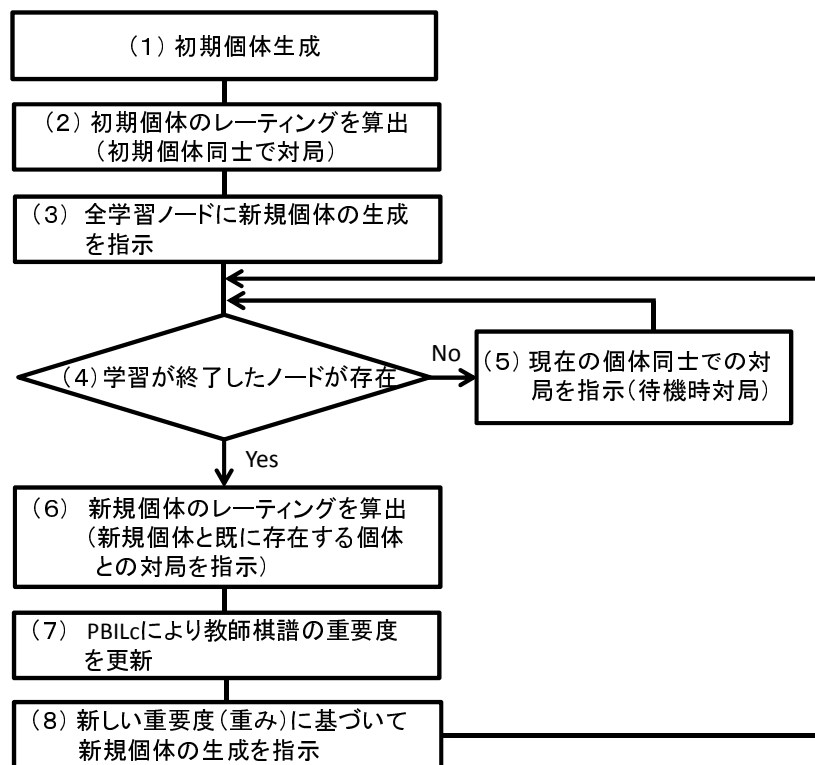 （1）初期個体生成
（2）初期個体のレーティングを算出
（初期個体同士で対局）
（3） 全学習ノードに新規個体の生成
を指示
（4）学習が終了したノードが存在
No
（5）現在の個体同士での対
局を指示（待機時対局）
Yes
（6） 新規個体のレーティングを算出
（新規個体と既に存在する個体
との対局を指示）
（7） PBILcにより教師棋譜の重要度
を更新
（8）新しい重要度（重み）に基づいて
新規個体の生成を指示